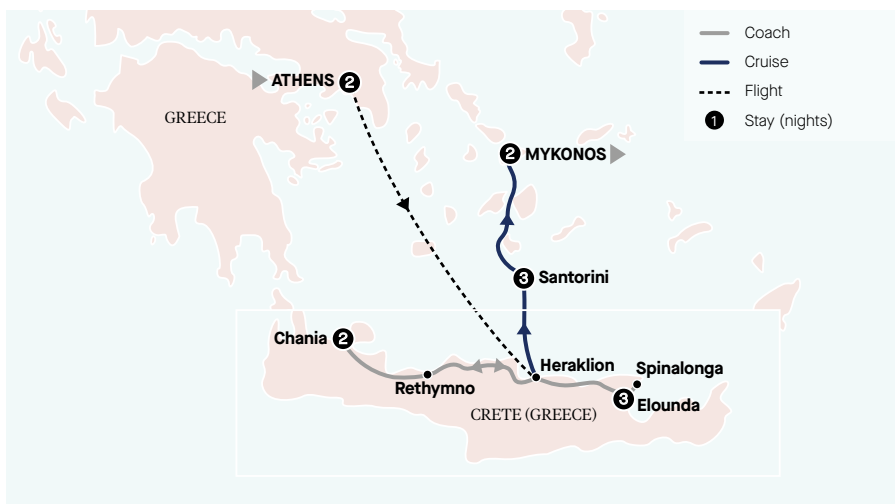 Coach
Cruise
Flight
1 Stay (nights)
ATHENS 2
GREECE
2 MYKONOS
3 Santorini
Chania 2
Heraklion
Spinalonga
Rethymno
3 Elounda
CRETE (GREECE)